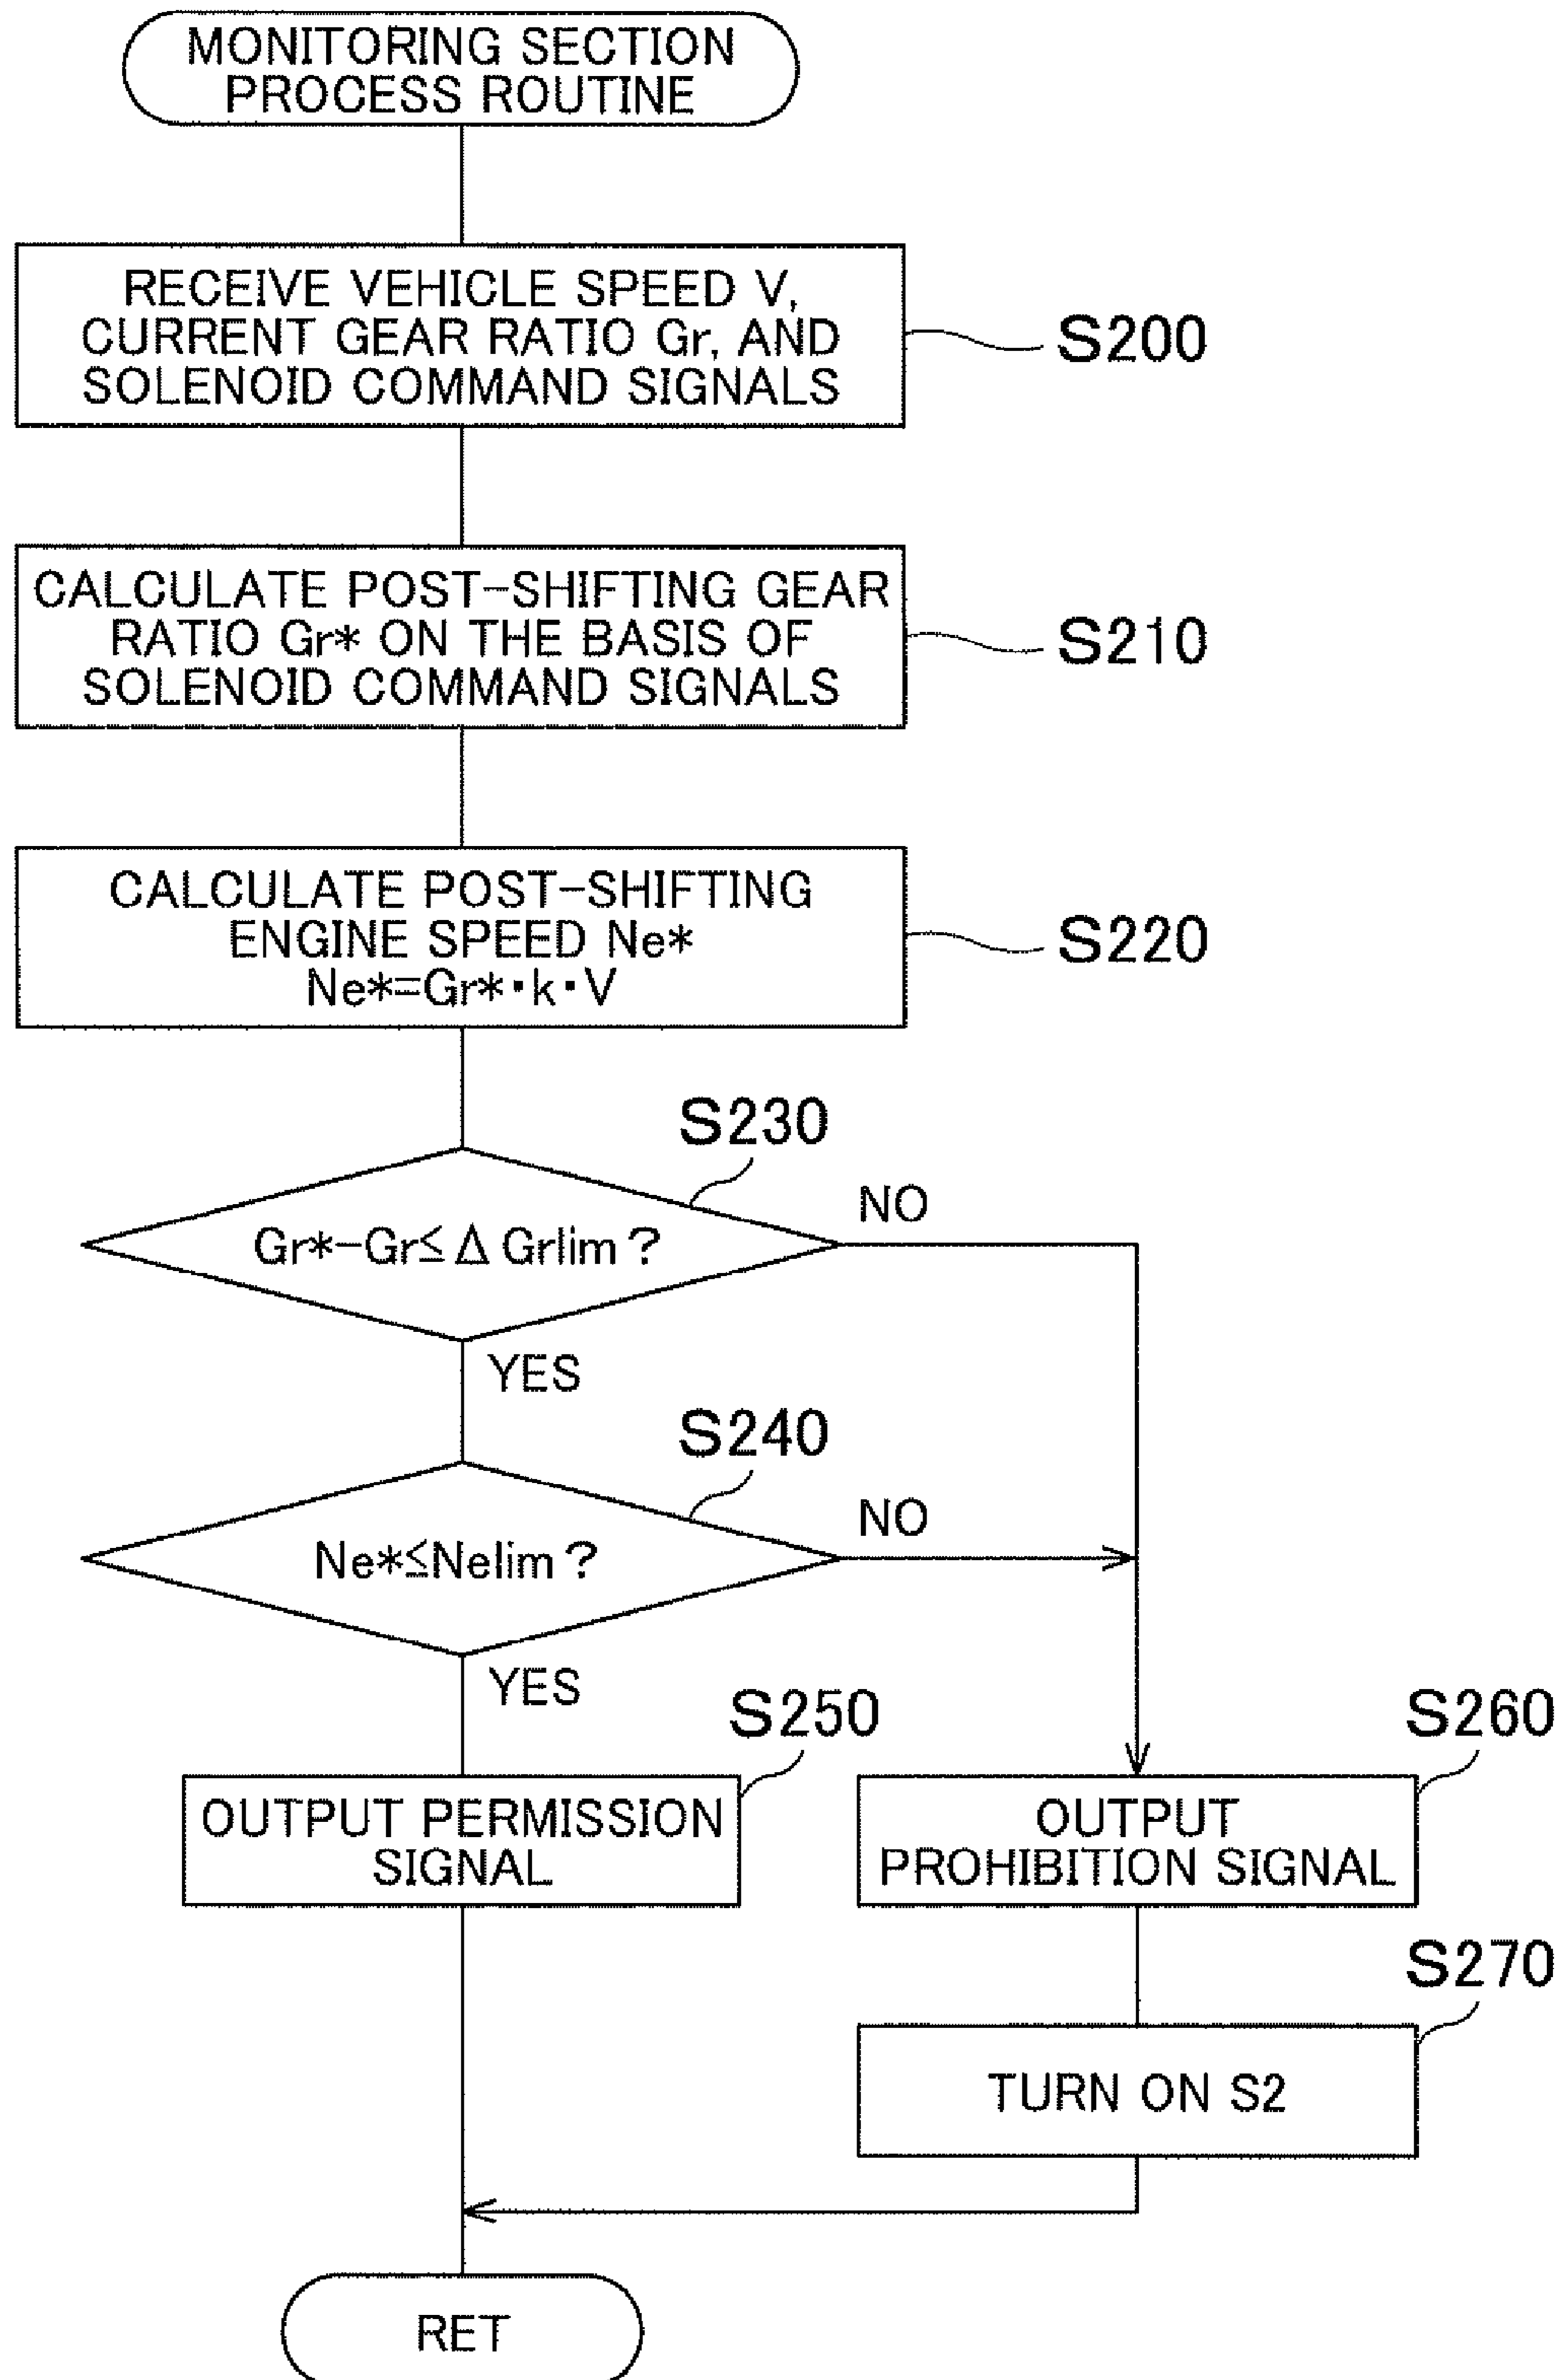 MONITORING SECTION
PROCESS ROUTINE
RECEIVE VEHICLE SPEED V,
CURRENT GEAR RATIO Gr, AND
SOLENOID COMMAND SIGNALS
S200
CALCULATE POST-SHIFTING GEAR
RATIO Gr* ON THE BASIS OF
SOLENOID COMMAND SIGNALS
S210
CALCULATE POST-SHIFTING
ENGINE SPEED Ne*
Ne*=Gr*・k・V
S220
S230
Gr*-Gr≦Δ Grlim?
NO
YES
S240
Ne*≦Nelim?
NO
YES
S250
OUTPUT PERMISSION
SIGNAL
S260
OUTPUT
PROHIBITION SIGNAL
S270
TURN ON S2
RET